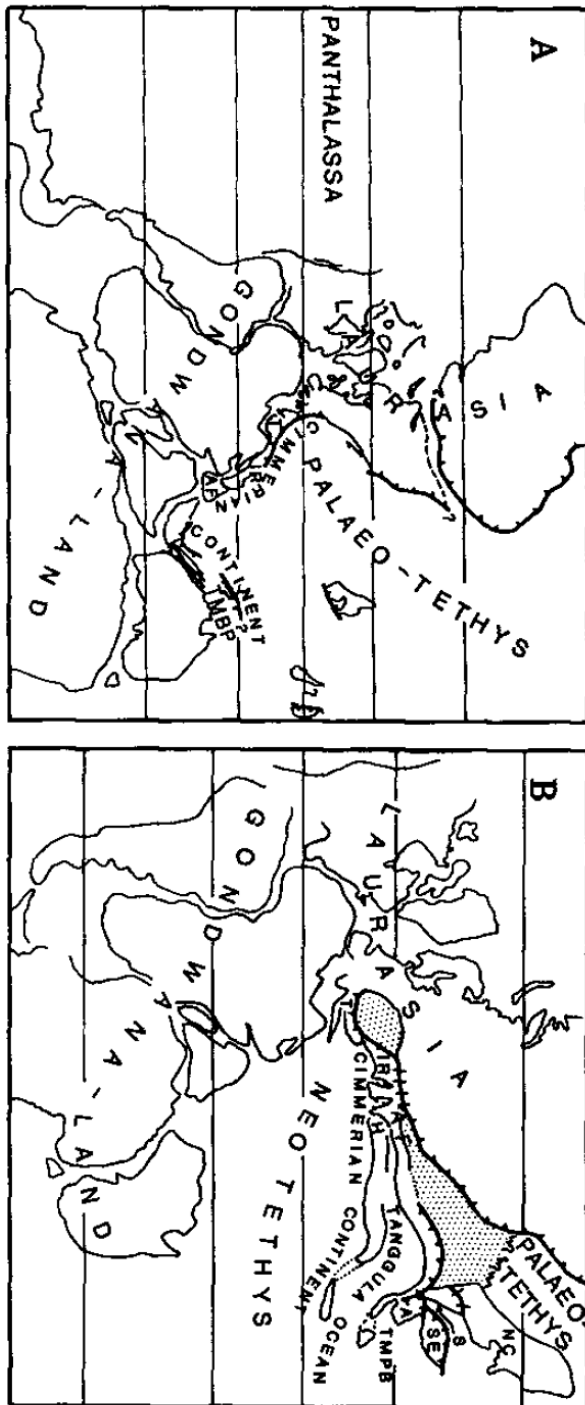 A
PANTHALASSA
LAURASIA
GONDWANA-LAND
PALAEO-TETHYS
?
CIMMERIAN
CONTINENT
?
MBP
B
LAURASIA
GONDWANA-LAND
NEO TETHYS
CIMMERIAN CONTINENT
TANGGULA OCEAN
PALAEO-
TETHYS
IR
H
A
S
SE
NC
TMPB